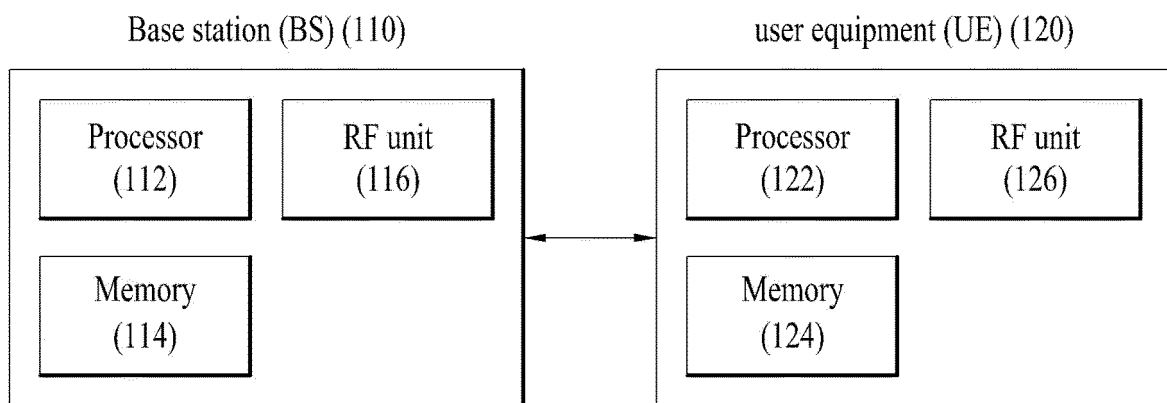 Base station (BS) (110)
user equipment (UE) (120)
Processor
(112)
RF unit
(116)
Memory
(114)
Processor
(122)
RF unit
(126)
Memory
(124)